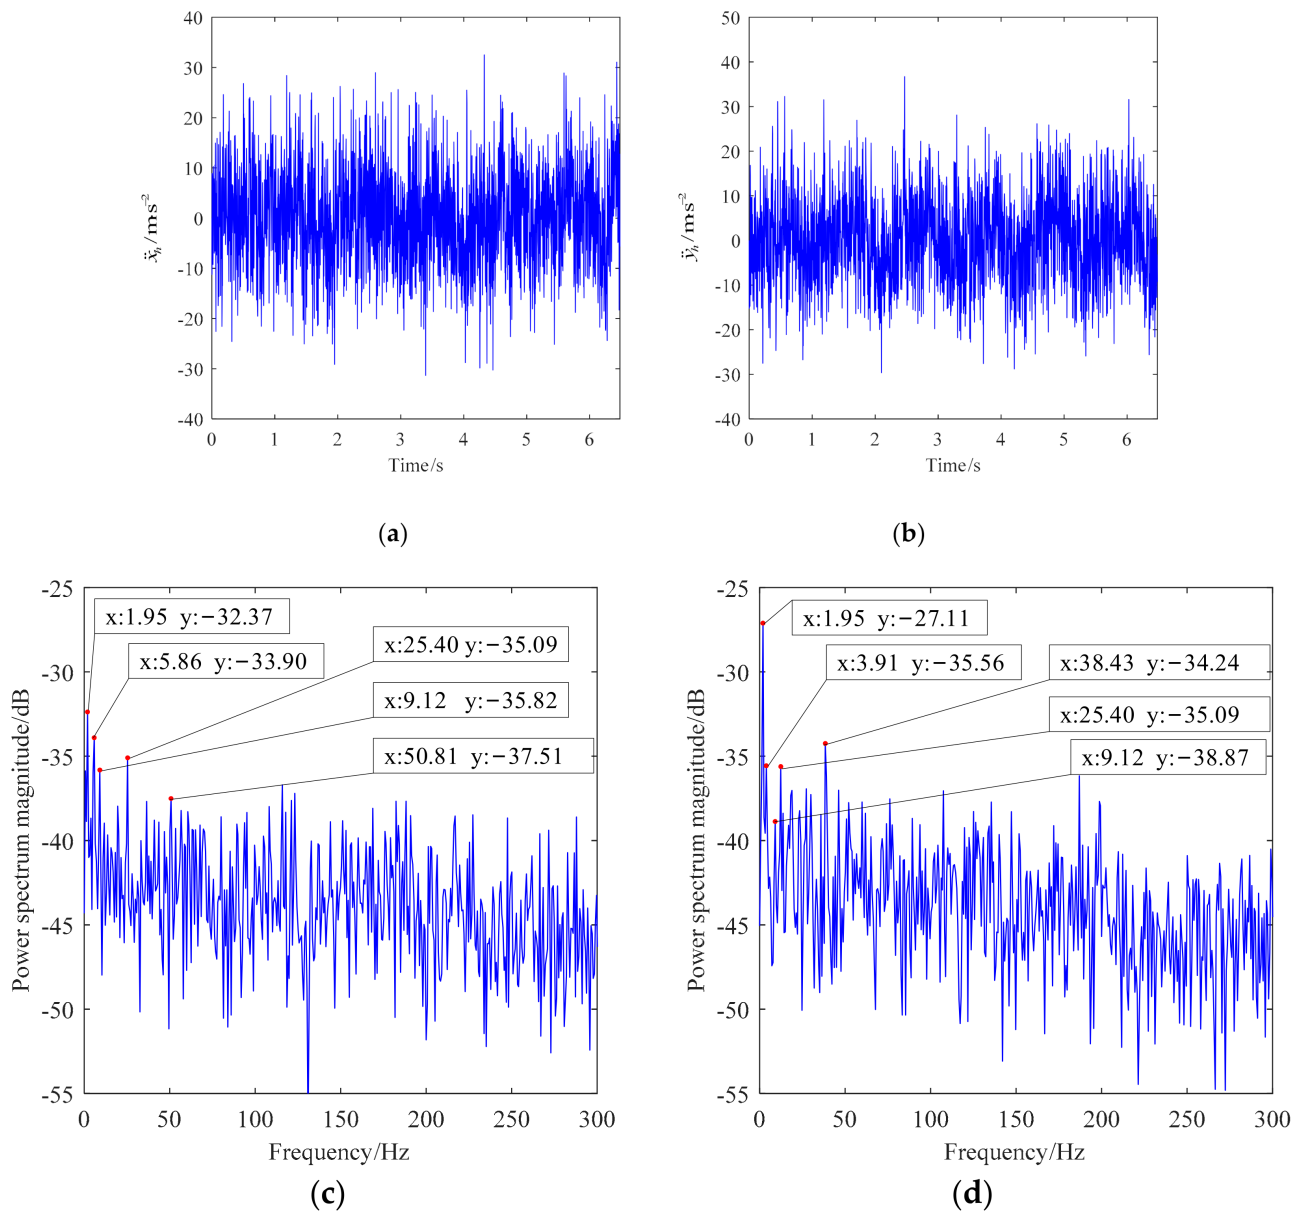 40
30
20
10
0
-10
-20
-30
-40
ẍₕ/ms⁻²
0 1 2 3 4 5 6
Time/s
(a)
50
40
30
20
10
0
-10
-20
-30
-40
ÿₕ/ms⁻²
0 1 2 3 4 5 6
Time/s
(b)
-25
-30
-35
-40
-45
-50
-55
Power spectrum magnitude/dB
x:1.95 y:−32.37
x:5.86 y:−33.90
x:25.40 y:−35.09
x:9.12 y:−35.82
x:50.81 y:−37.51
0 50 100 150 200 250 300
Frequency/Hz
(c)
-25
-30
-35
-40
-45
-50
-55
Power spectrum magnitude/dB
x:1.95 y:−27.11
x:3.91 y:−35.56
x:38.43 y:−34.24
x:25.40 y:−35.09
x:9.12 y:−38.87
0 50 100 150 200 250 300
Frequency/Hz
(d)